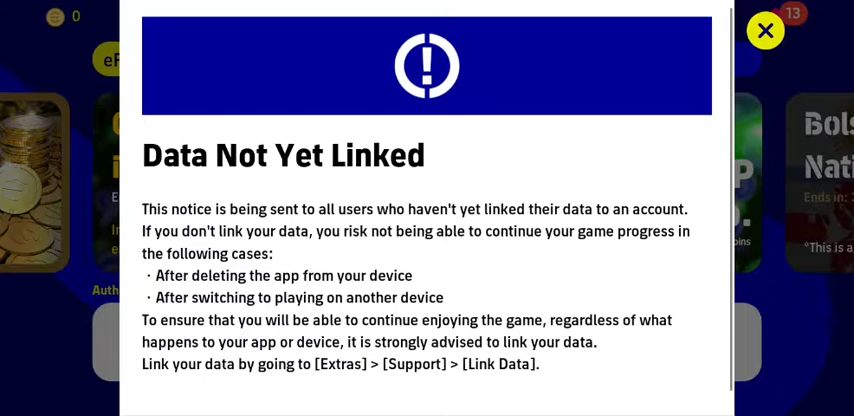 0
13
Data Not Yet Linked
This notice is being sent to all users who haven't yet linked their data to an account.
If you don't link your data, you risk not being able to continue your game progress in
the following cases:
・After deleting the app from your device
・After switching to playing on another device
To ensure that you will be able to continue enjoying the game, regardless of what
happens to your app or device, it is strongly advised to link your data.
Link your data by going to [Extras] > [Support] > [Link Data].
Ends in:
*This is a
Auth